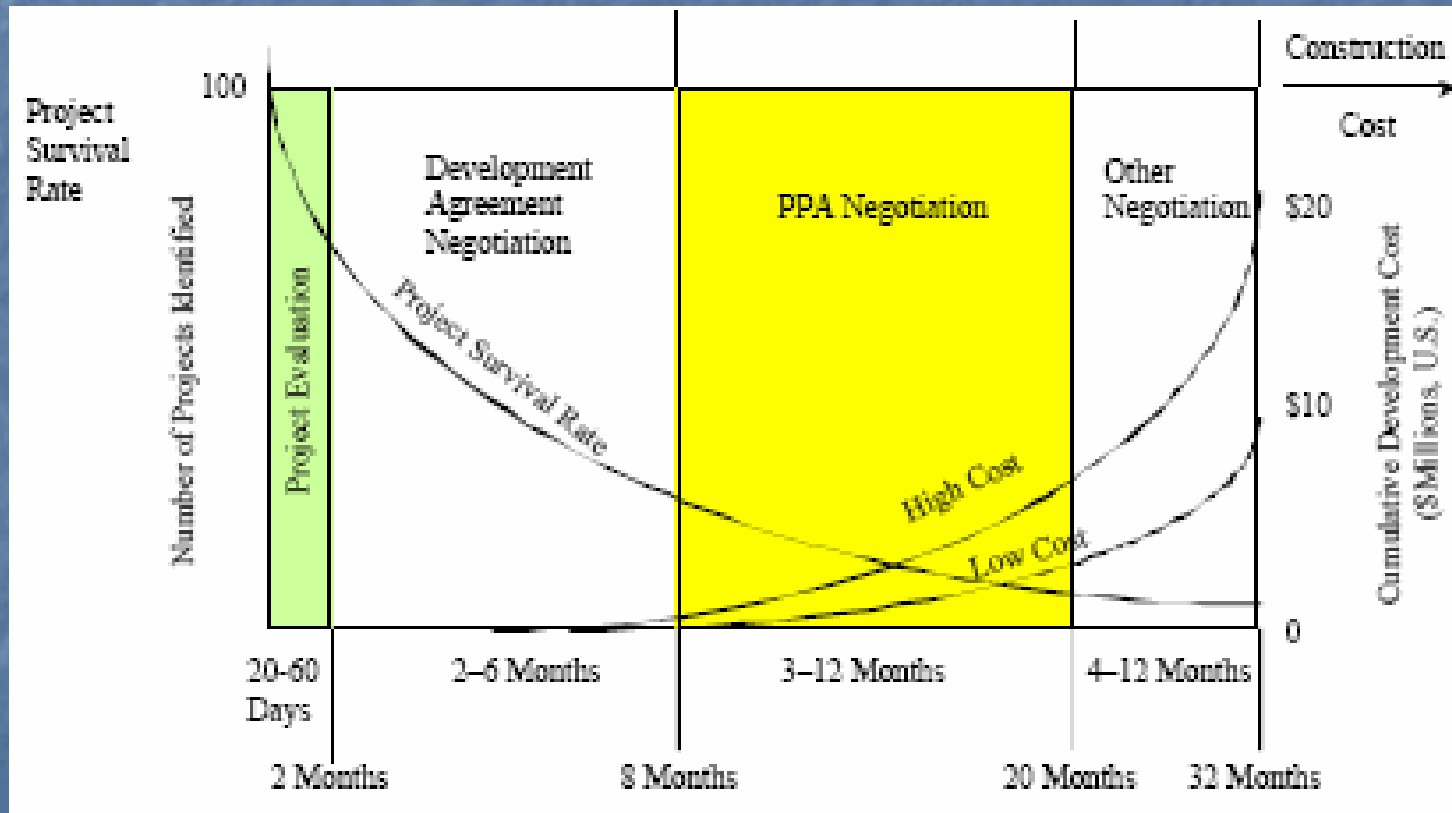 Project
Survival
Rate
100
Number of Projects Identified
Project Evaluation
Development
Agreement
Negotiation
Project Survival Rate
PPA Negotiation
High Cost
Low Cost
Other
Negotiation
Construction
Cost
$20
$10
0
Cumulative Development Cost
($ Millions, U.S.)
20-60
Days
2–6 Months
3–12 Months
4–12 Months
2 Months
8 Months
20 Months
32 Months